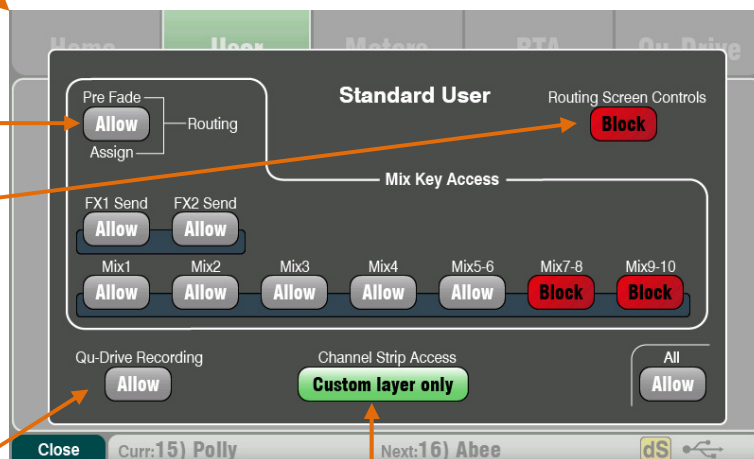 Home User Meters RTA Qu-Drive
Standard User
Pre Fade
Allow
Routing
Assign
Routing Screen Controls
Block
Mix Key Access
FX1 Send FX2 Send
Allow Allow
Mix1 Mix2 Mix3 Mix4 Mix5-6 Mix7-8 Mix9-10
Allow Allow Allow Allow Allow Block Block
Qu-Drive Recording
Allow
Channel Strip Access
Custom layer only
All
Allow
Close Curr:15) Polly Next:16) Abee dS